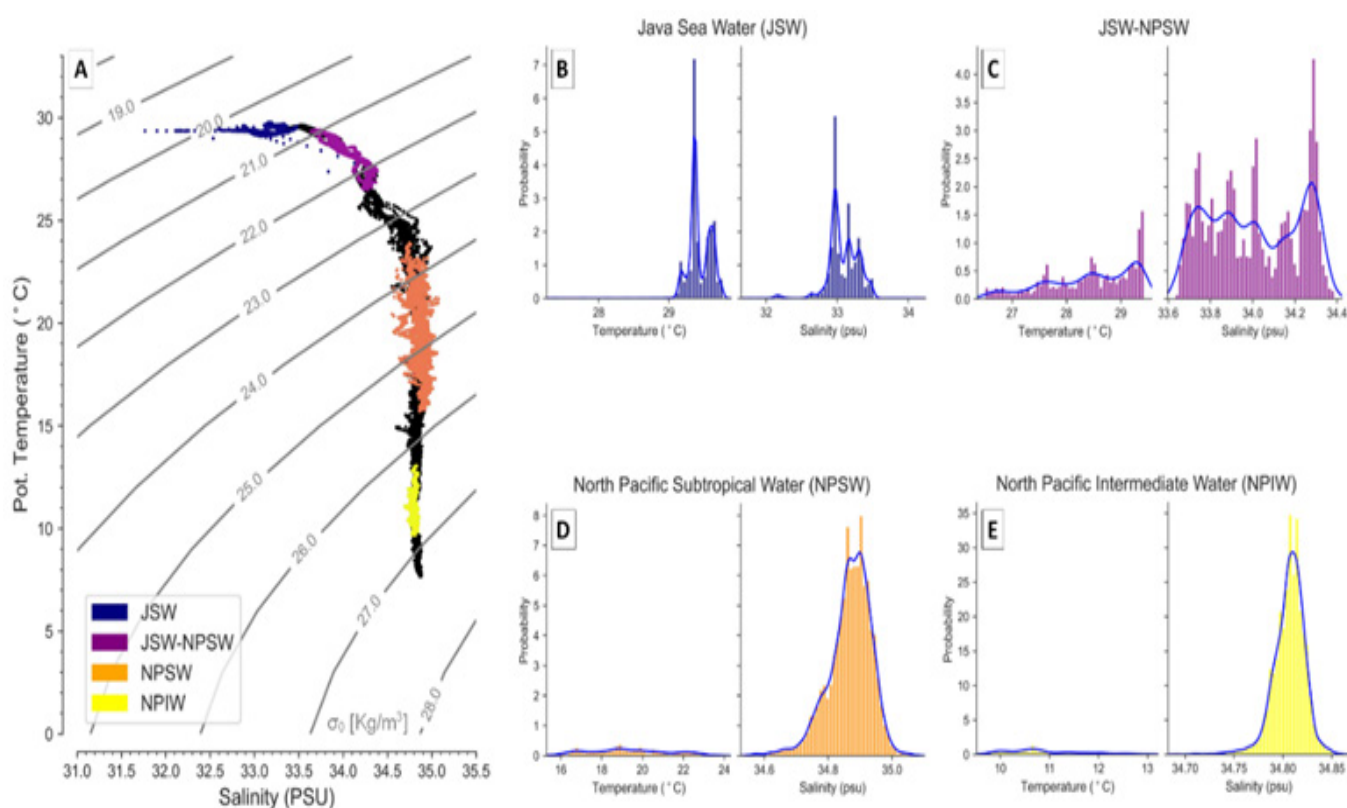 A
30
25
20
15
10
5
0
Pot. Temperature (°C)
19.0
20.0
21.0
22.0
23.0
24.0
25.0
26.0
27.0
28.0
σ₀ [Kg/m³]
JSW
JSW-NPSW
NPSW
NPIW
31.0 31.5 32.0 32.5 33.0 33.5 34.0 34.5 35.0 35.5
Salinity (PSU)
Java Sea Water (JSW)
B
7
6
5
4
3
2
1
0
Probability
28 29
32 33 34
Temperature (°C)
Salinity (psu)
JSW-NPSW
C
4.0
3.5
3.0
2.5
2.0
1.5
1.0
0.5
0.0
Probability
27 28 29
33.6 33.8 34.0 34.2 34.4
Temperature (°C)
Salinity (psu)
North Pacific Subtropical Water (NPSW)
D
8
7
6
5
4
3
2
1
0
Probability
16 18 20 22 24
34.6 34.8 35.0
Temperature (°C)
Salinity (psu)
North Pacific Intermediate Water (NPIW)
E
35
30
25
20
15
10
5
0
Probability
10 11 12 13
34.70 34.75 34.80 34.85
Temperature (°C)
Salinity (psu)